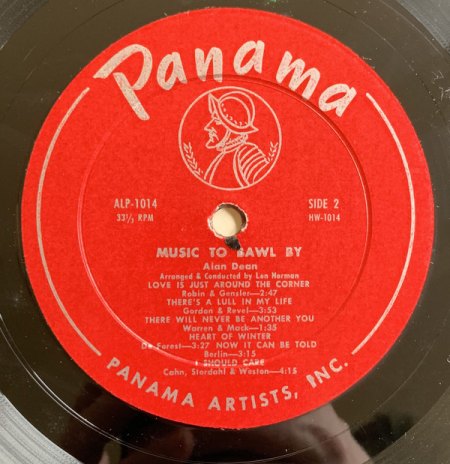 Panama
ALP-1014 SIDE 2
33⅓ RPM HW-1014
MUSIC TO BAWL BY
Alan Dean
Arranged & Conducted by Len Herman
LOVE IS JUST AROUND THE CORNER
Robin & Gensler—2:47
THERE'S A LULL IN MY LIFE
Gordon & Revel—3:53
THERE WILL NEVER BE ANOTHER YOU
Warren & Mack—1:35
HEART OF WINTER
De Forest—3:27 NOW IT CAN BE TOLD
Berlin—3:15
I SHOULD CARE
Cahn, Stordahl & Weston—4:15
PANAMA ARTISTS, INC.